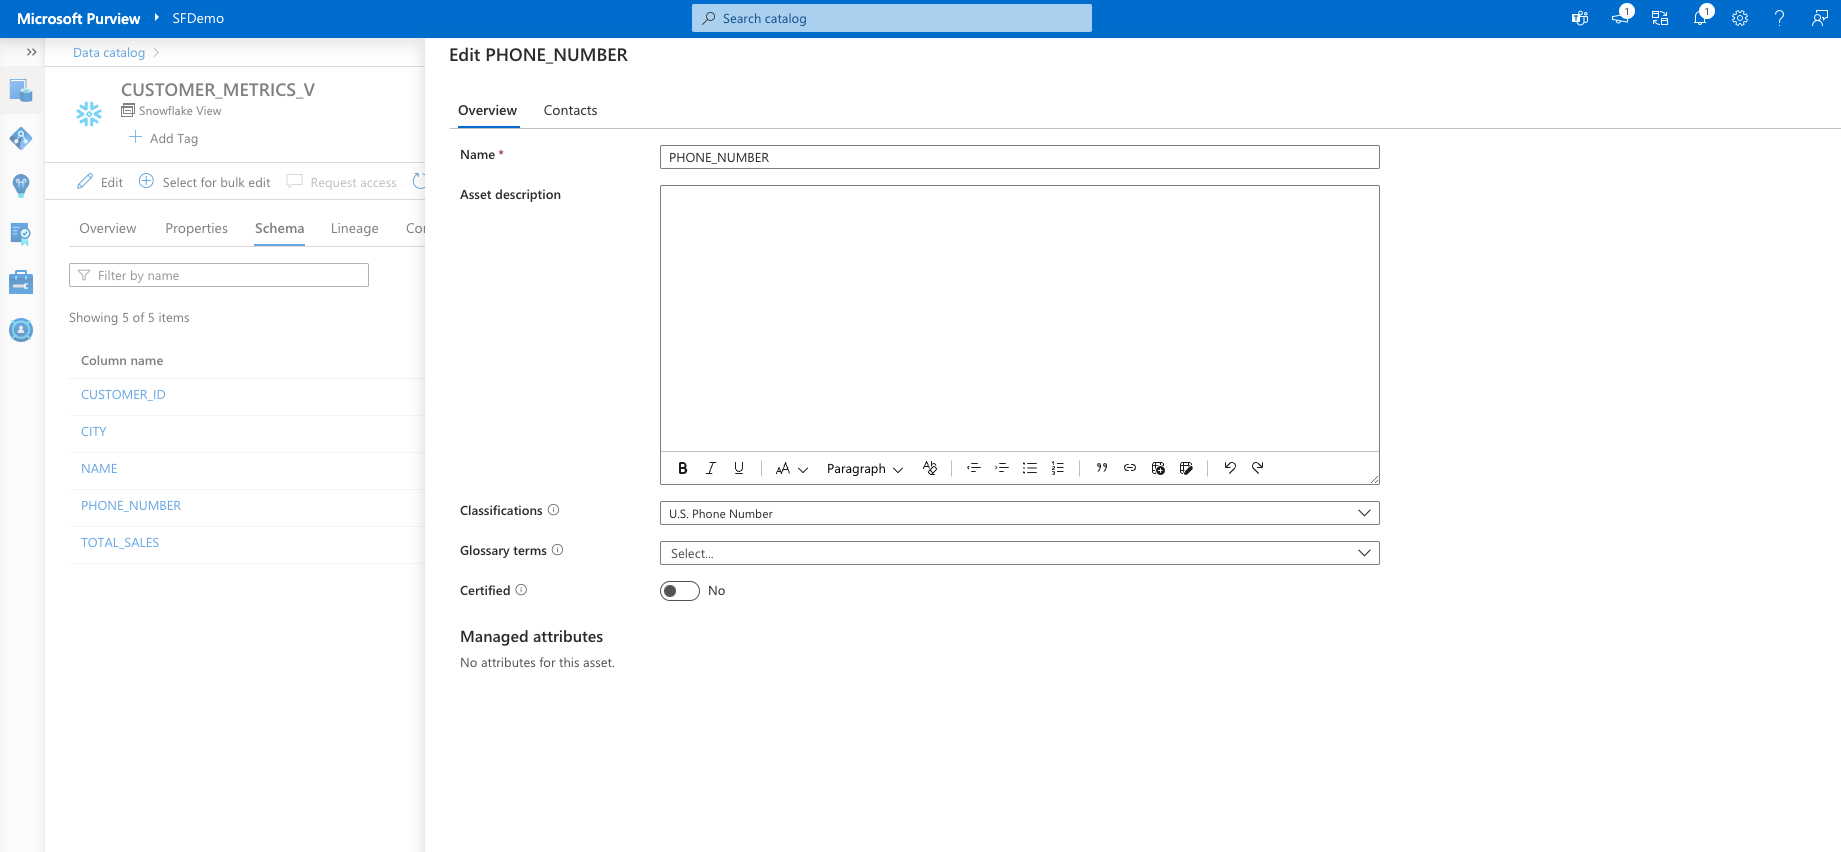 Microsoft Purview SFDemo
Search catalog
1
1
Data catalog
CUSTOMER_METRICS_V
Snowflake View
Add Tag
Edit Select for bulk edit Request access
Overview Properties Schema Lineage Co
Filter by name
Showing 5 of 5 items
Column name
CUSTOMER_ID
CITY
NAME
PHONE_NUMBER
TOTAL_SALES
Edit PHONE_NUMBER
Overview Contacts
Name * PHONE_NUMBER
Asset description
B I U AA Paragraph Ab
Classifications U.S. Phone Number
Glossary terms Select...
Certified No
Managed attributes
No attributes for this asset.